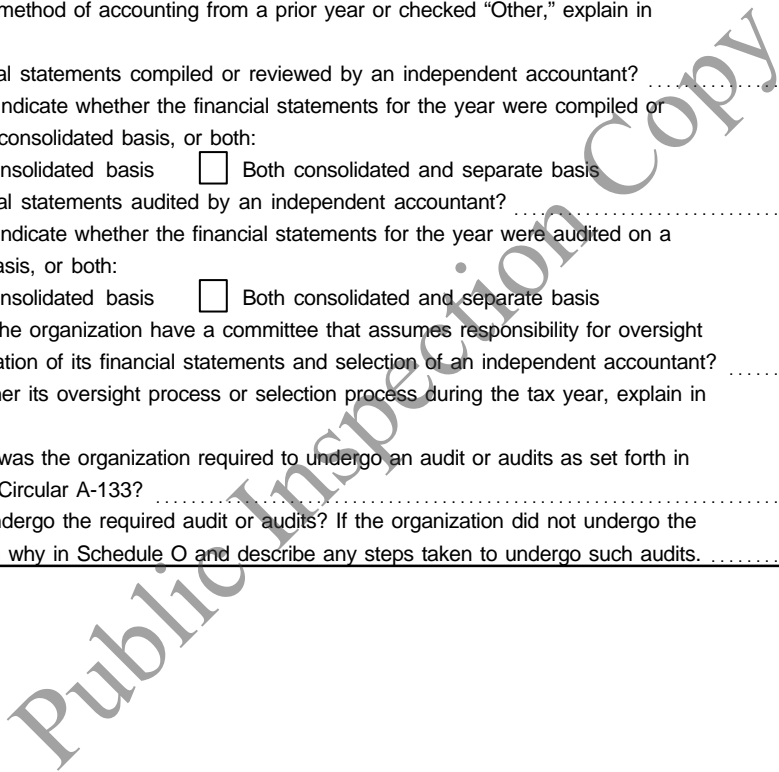 method of accounting from a prior year or checked “Other,” explain in
al statements compiled or reviewed by an independent accountant?
ndicate whether the financial statements for the year were compiled or
consolidated basis, or both:
nsolidated basis Both consolidated and separate basis
al statements audited by an independent accountant?
ndicate whether the financial statements for the year were audited on a
asis, or both:
nsolidated basis Both consolidated and separate basis
he organization have a committee that assumes responsibility for oversight
ation of its financial statements and selection of an independent accountant?
her its oversight process or selection process during the tax year, explain in
was the organization required to undergo an audit or audits as set forth in
Circular A-133?
ndergo the required audit or audits? If the organization did not undergo the
why in Schedule O and describe any steps taken to undergo such audits.
Public Inspection Copy